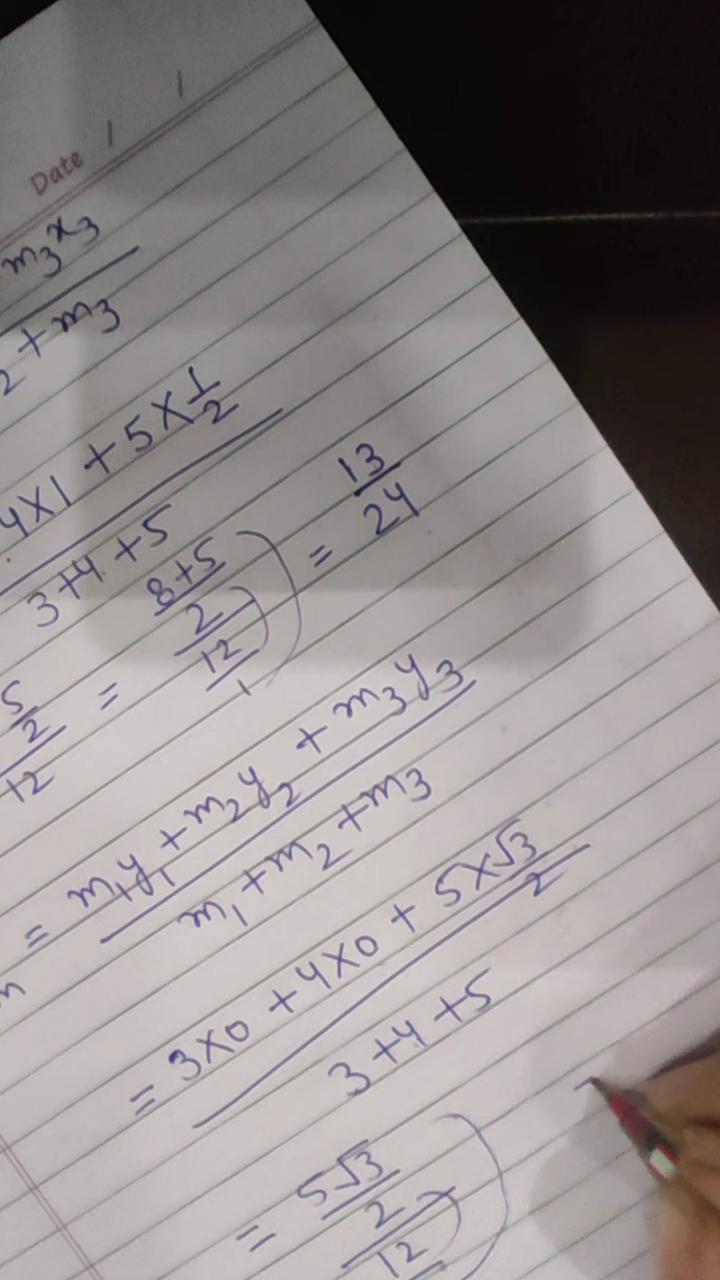 Date / /
m₃x₃
2 + m₃
4×1 + 5×1/2
3+4+5
5/2/12 = 8+5/2/12/1) = 13/24
= m₁y₁ + m₂y₂ + m₃y₃
m₁ + m₂ + m₃
= 3×0 + 4×0 + 5×√3/2
3+4+5
= 5√3/2/12